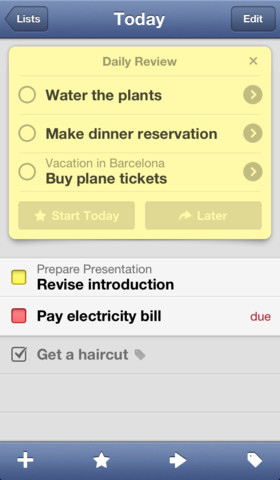 Lists
Today
Edit
Daily Review
Water the plants
Make dinner reservation
Vacation in Barcelona
Buy plane tickets
Start Today
Later
Prepare Presentation
Revise introduction
Pay electricity bill
due
Get a haircut